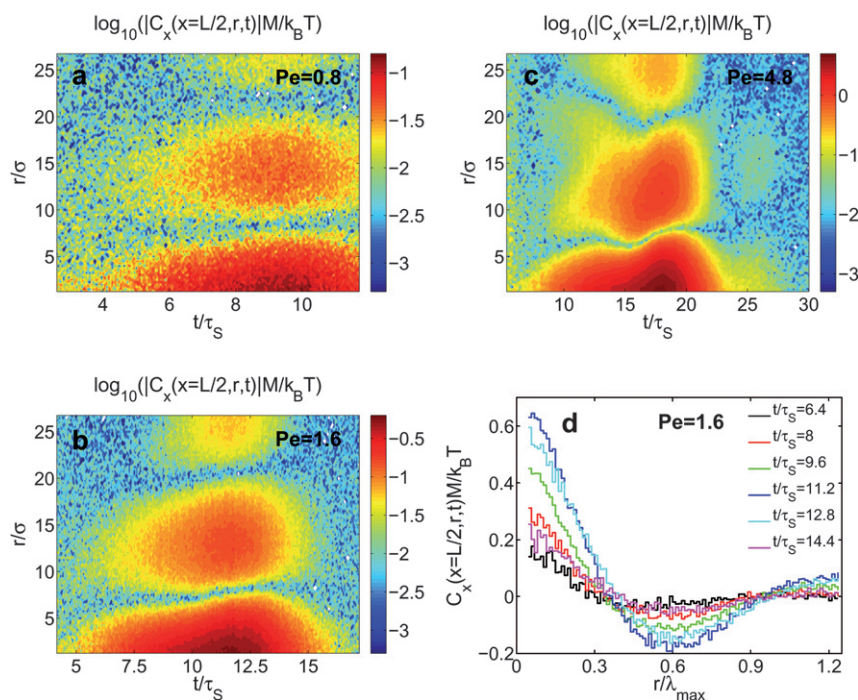 log10(|Cx(x=L/2,r,t)|M/kBT)
a
Pe=0.8
25
20
15
10
5
r/σ
4
6
8
10
t/τS
−1
−1.5
−2
−2.5
−3
log10(|Cx(x=L/2,r,t)|M/kBT)
c
Pe=4.8
25
20
15
10
5
r/σ
10
15
20
25
30
t/τS
0
−1
−2
−3
log10(|Cx(x=L/2,r,t)|M/kBT)
b
Pe=1.6
25
20
15
10
5
r/σ
5
7.5
10
12.5
15
t/τS
−0.5
−1
−1.5
−2
−2.5
−3
d
Pe=1.6
t/τS=6.4
t/τS=8
t/τS=9.6
t/τS=11.2
t/τS=12.8
t/τS=14.4
Cx(x=L/2,r,t)M/kBT
0.6
0.4
0.2
0
−0.2
0
0.3
0.6
0.9
1.2
r/λmax